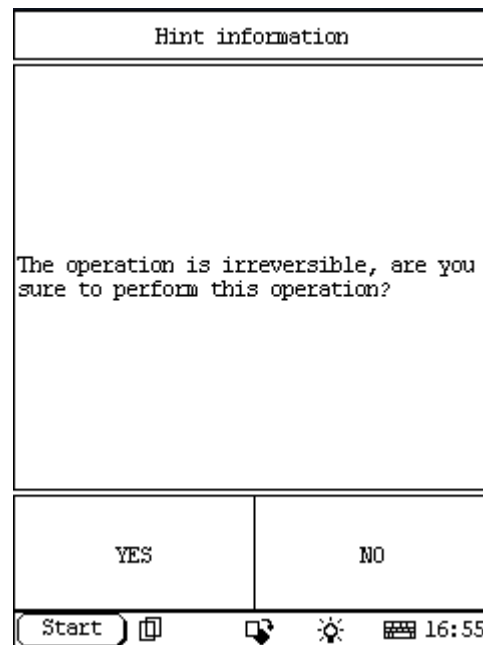 Hint information
The operation is irreversible, are you
sure to perform this operation?
YES
NO
Start
16:55